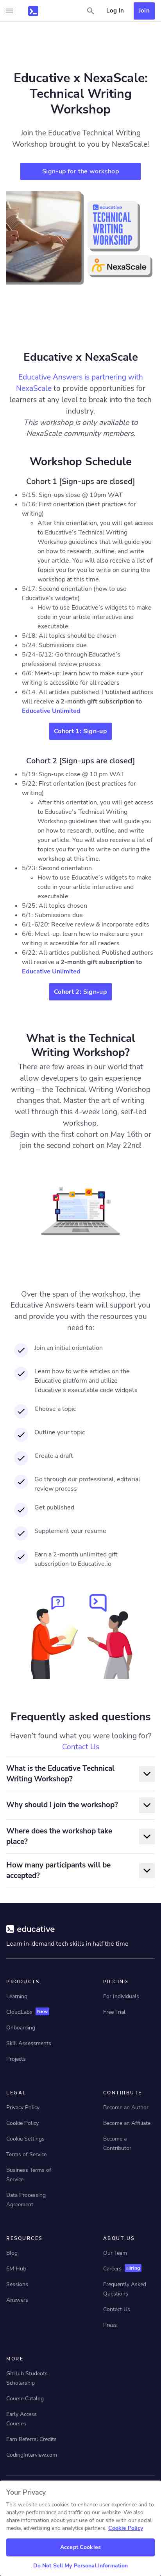 Log In
Join
Educative x NexaScale:
Technical Writing
Workshop
Join the Educative Technical Writing
Workshop brought to you by NexaScale!
Sign-up for the workshop
educative
TECHNICAL
WRITING
WORKSHOP
NexaScale
Educative x NexaScale
Educative Answers is partnering with
NexaScale to provide opportunities for
learners at any level to break into the tech
industry.
This workshop is only available to
NexaScale community members.
Workshop Schedule
Cohort 1 [Sign-ups are closed]
5/15: Sign-ups close @ 10pm WAT
5/16: First orientation (best practices for
writing)
After this orientation, you will get access
to Educative's Technical Writing
Workshop guidelines that you will follow
on how to research, outline, and write
your article. You will also receive a list of
topics for you to write on during the
workshop at this time.
5/17: Second orientation (how to use
Educative's widgets)
How to use Educative's widgets to make
code in your article interactive and
executable.
5/18: All topics should be chosen
5/24: Submissions due
5/24-6/12: Go through Educative's
professional review process
6/6: Meet-up: learn how to make sure your
writing is accessible for all readers
6/14: All articles published. Published authors
will receive a 2-month gift subscription to
Educative Unlimited
Cohort 1: Sign-up
Cohort 2 [Sign-ups are closed]
5/19: Sign-ups close @ 10 pm WAT
5/22: First orientation (best practices for
writing)
After this orientation, you will get access
to Educative's Technical Writing
Workshop guidelines that you will follow
on how to research, outline, and write
your article. You will also receive a list of
topics for you to write on during the
workshop at this time.
5/23: Second orientation
How to use Educative's widgets to make
code in your article interactive and
executable.
5/25: All topics chosen
6/1: Submissions due
6/1-6/20: Receive review & incorporate edits
6/6: Meet-up: learn how to make sure your
writing is accessible for all readers
6/22: All articles published. Published authors
will receive a 2-month gift subscription to
Educative Unlimited
Cohort 2: Sign-up
What is the Technical
Writing Workshop?
There are few areas in our world that
allow developers to gain experience
writing – the Technical Writing Workshop
changes that. Master the art of writing
well through this 4-week long, self-led
workshop.
Begin with the first cohort on May 16th or
join the second cohort on May 22nd!
Over the span of the workshop, the
Educative Answers team will support you
and provide you with the resources you
need to:
Join an initial orientation
Learn how to write articles on the
Educative platform and utilize
Educative's executable code widgets
Choose a topic
Outline your topic
Create a draft
Go through our professional, editorial
review process
Get published
Supplement your resume
Earn a 2-month unlimited gift
subscription to Educative.io
Frequently asked questions
Haven't found what you were looking for?
Contact Us
What is the Educative Technical
Writing Workshop?
Why should I join the workshop?
Where does the workshop take
place?
How many participants will be
accepted?
educative
Learn in-demand tech skills in half the time
PRODUCTS
Learning
CloudLabs New
Onboarding
Skill Assessments
Projects
PRICING
For Individuals
Free Trial
LEGAL
Privacy Policy
Cookie Policy
Cookie Settings
Terms of Service
Business Terms of
Service
Data Processing
Agreement
CONTRIBUTE
Become an Author
Become an Affiliate
Become a
Contributor
RESOURCES
Blog
EM Hub
Sessions
Answers
ABOUT US
Our Team
Careers Hiring
Frequently Asked
Questions
Contact Us
Press
MORE
GitHub Students
Scholarship
Course Catalog
Early Access
Courses
Earn Referral Credits
CodingInterview.com
Your Privacy
This website uses cookies to enhance user experience and
to analyze performance and traffic on our website. We also
share information about your use of our site with our social
media, advertising and analytics partners. Cookie Policy
Accept Cookies
Do Not Sell My Personal Information